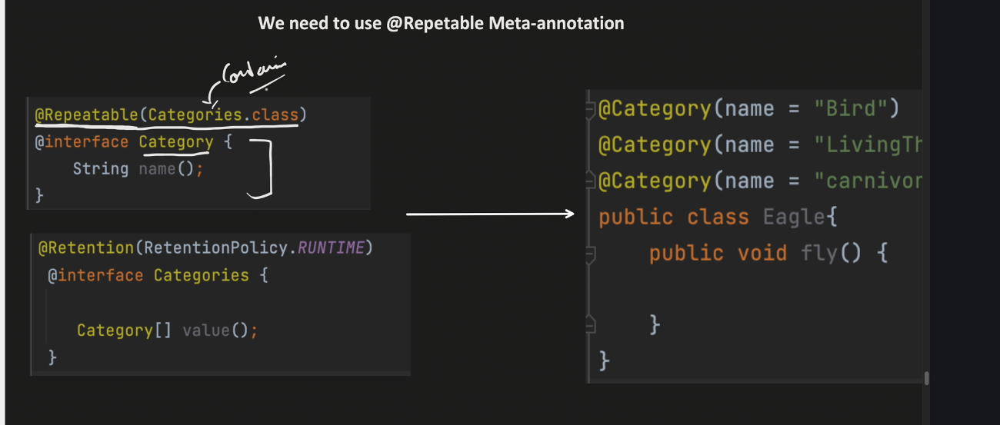 We need to use @Repetable Meta-annotation
@Repeatable(Categories.class)
@interface Category {
String name();
}
@Retention(RetentionPolicy.RUNTIME)
@interface Categories {
Category[] value();
}
@Category(name = "Bird")
@Category(name = "LivingTh
@Category(name = "carnivor
public class Eagle{
public void fly() {
}
}